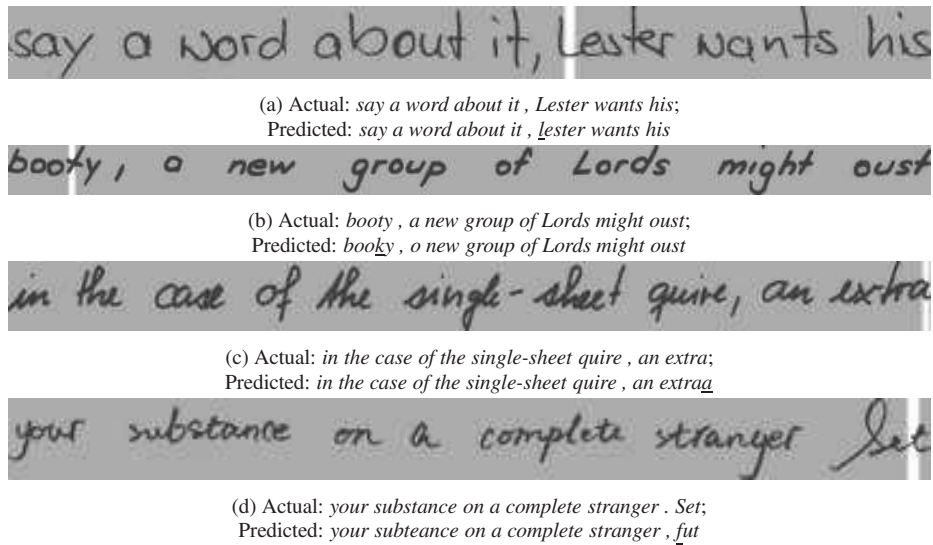 say a word about it, Lester wants his
(a) Actual: say a word about it , Lester wants his;
Predicted: say a word about it , lester wants his
booty, a new group of Lords might oust
(b) Actual: booty , a new group of Lords might oust;
Predicted: booky , o new group of Lords might oust
in the case of the single-sheet quire, an extra
(c) Actual: in the case of the single-sheet quire , an extra;
Predicted: in the case of the single-sheet quire , an extraa
your substance on a complete stranger Set
(d) Actual: your substance on a complete stranger . Set;
Predicted: your subteance on a complete stranger , fut